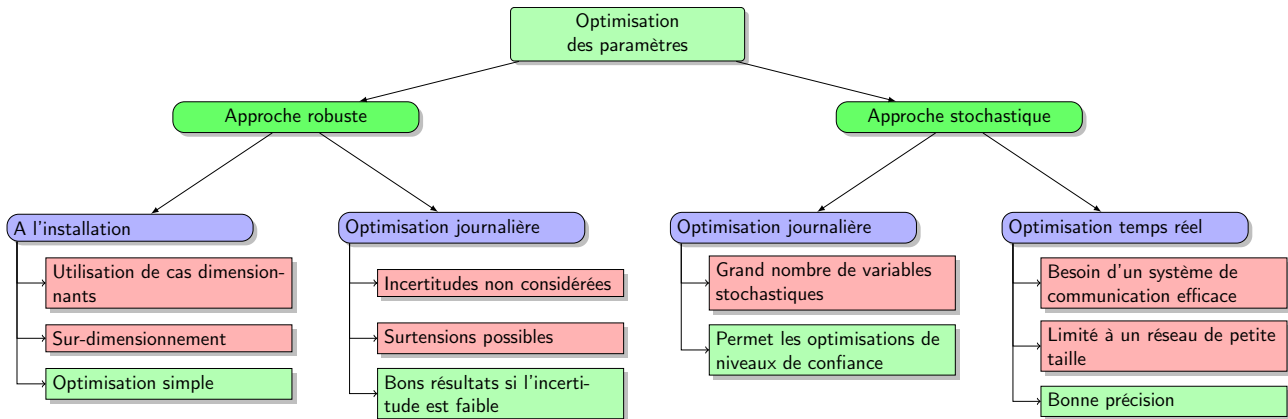 Optimisation
des paramètres
Approche robuste
Approche stochastique
A l'installation
Utilisation de cas dimension-
nants
Sur-dimensionnement
Optimisation simple
Optimisation journalière
Incertitudes non considérées
Surtensions possibles
Bons résultats si l'incerti-
tude est faible
Optimisation journalière
Grand nombre de variables
stochastiques
Permet les optimisations de
niveaux de confiance
Optimisation temps réel
Besoin d'un système de
communication efficace
Limité à un réseau de petite
taille
Bonne précision